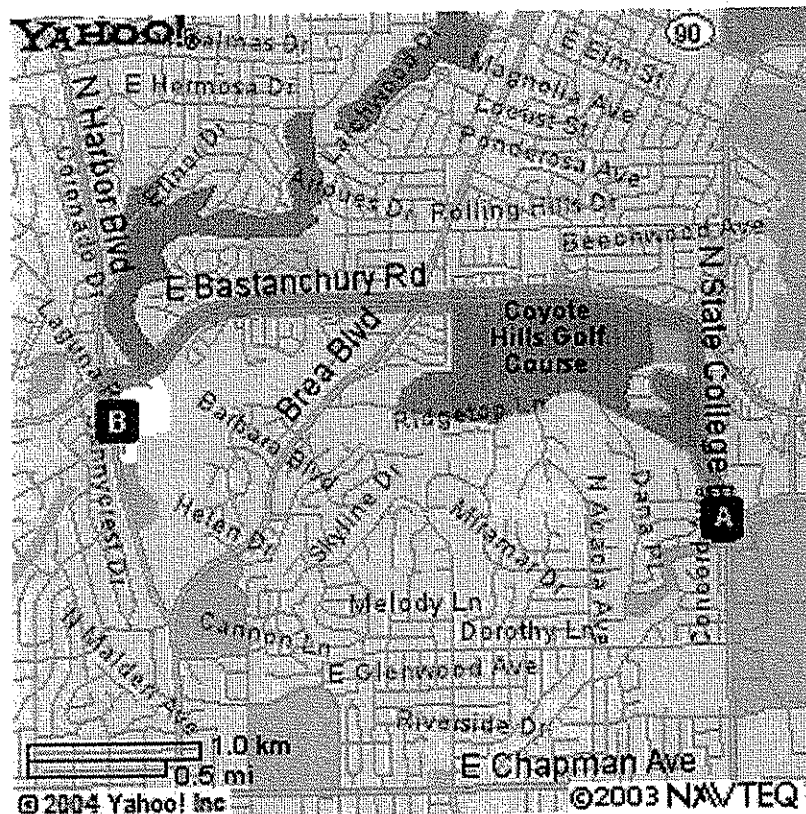 YAHOO!®
90
E Elm St
E Hermosa Dr
Magnolia Ave
N Harbor Blvd
Locust St
Ponderosa Ave
Rolling Hills Dr
Beechwood Ave
N State College B
E Bastanchury Rd
Coyote
Hills Golf
Course
Brea Blvd
B
Barbara Blvd
Helen Dr
Skyline Dr
Miramar Dr
N Acacia Ave
Dana Pl
A
Melody Ln
Dorothy Ln
Cannon Ln
E Glenwood Ave
N Malden Ave
Riverside Dr
1.0 km
0.5 mi
E Chapman Ave
© 2004 Yahoo! Inc
©2003 NAVTEQ